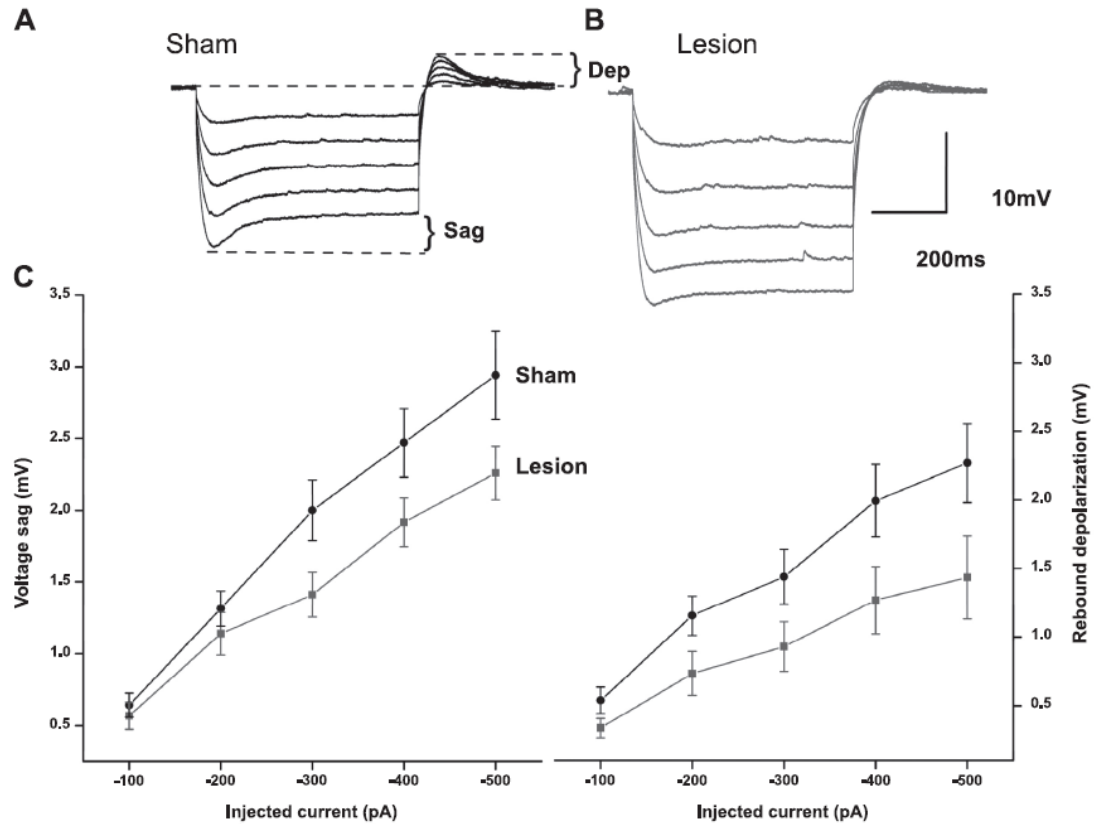 A
Sham
Dep
Sag
B
Lesion
10mV
200ms
C
3.5
3.0
2.5
2.0
1.5
1.0
0.5
Voltage sag (mV)
Sham
Lesion
-100
-200
-300
-400
-500
Injected current (pA)
3.5
3.0
2.5
2.0
1.5
1.0
0.5
Rebound depolarization (mV)
-100
-200
-300
-400
-500
Injected current (pA)